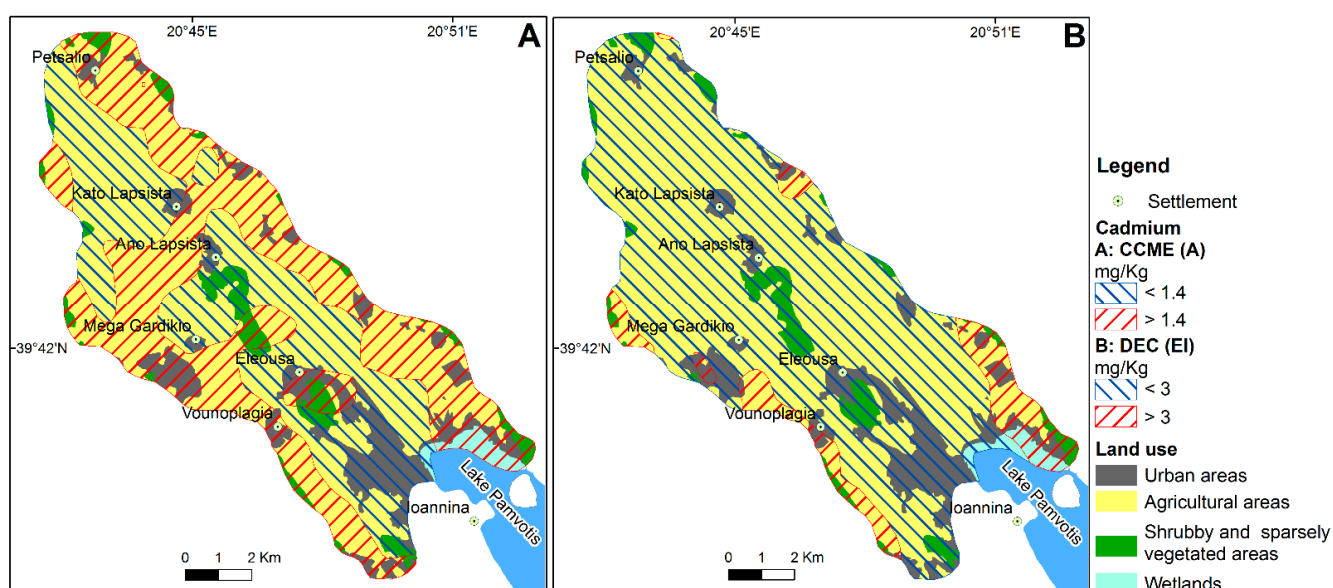 20°45'E
20°51'E
A
Petsalio
Kato Lapsista
Ano Lapsista
Mega Gardikio
39°42'N
Eleousa
Vounoplagia
Ioannina
Lake Pamvotis
0 1 2 Km
20°45'E
20°51'E
B
Petsalio
Kato Lapsista
Ano Lapsista
Mega Gardikio
39°42'N
Eleousa
Vounoplagia
Ioannina
Lake Pamvotis
0 1 2 Km
Legend
Settlement
Cadmium
A: CCME (A)
mg/Kg
< 1.4
> 1.4
B: DEC (EI)
mg/Kg
< 3
> 3
Land use
Urban areas
Agricultural areas
Shrubby and sparsely
vegetated areas
Wetlands